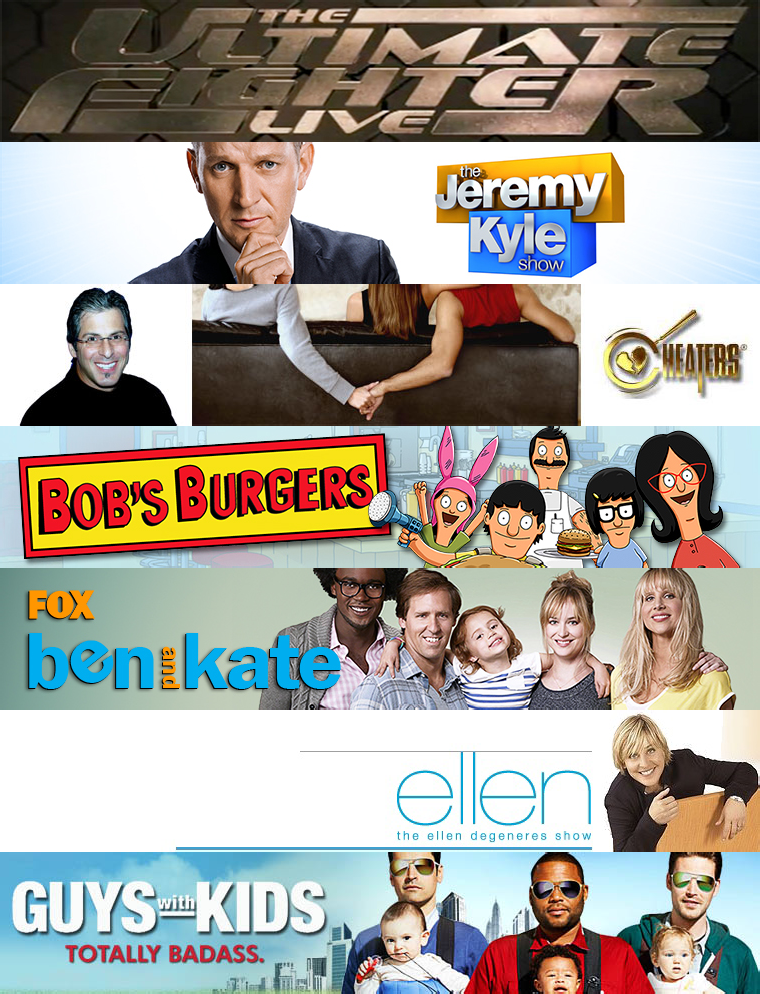 THE
ULTIMATE
FIGHTER
LIVE
the
Jeremy
Kyle
show
CHEATERS®
BOB'S BURGERS
FOX
ben and kate
ellen
the ellen degeneres show
GUYS with KIDS
TOTALLY BADASS.